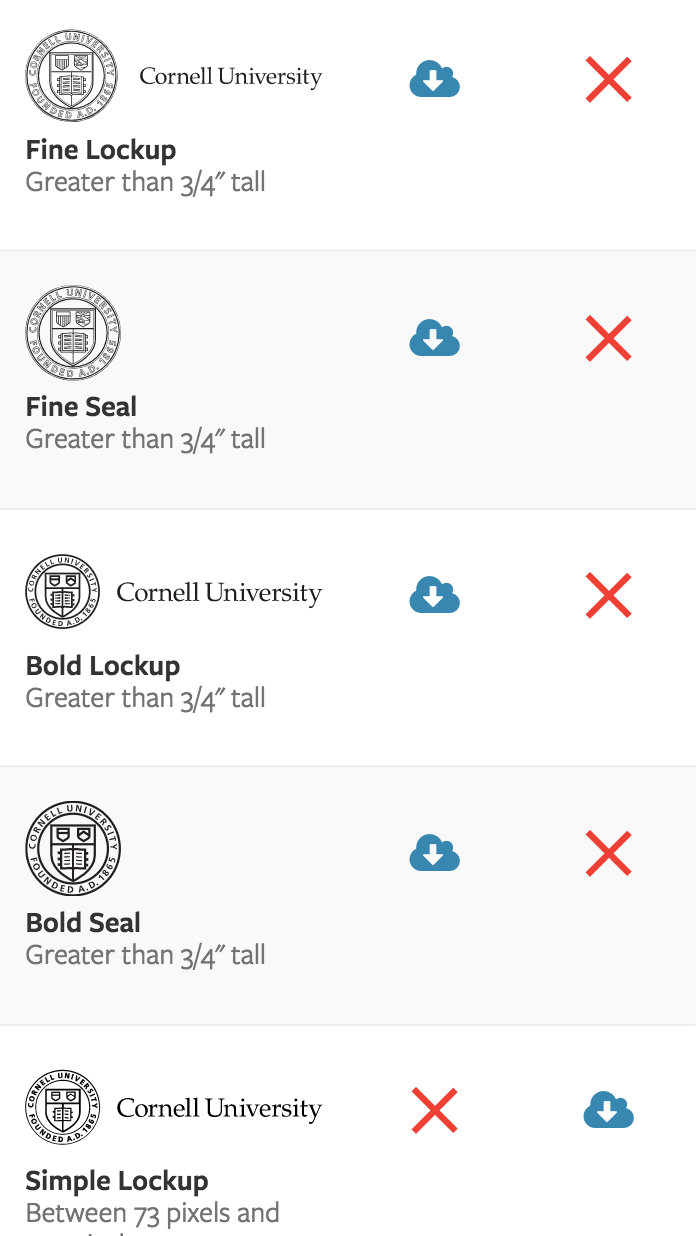 CORNELL UNIVERSITY
FOUNDED A.D. 1865
Cornell University
Fine Lockup
Greater than 3/4″ tall
CORNELL UNIVERSITY
FOUNDED A.D. 1865
Fine Seal
Greater than 3/4″ tall
CORNELL UNIVERSITY
FOUNDED A.D. 1865
Cornell University
Bold Lockup
Greater than 3/4″ tall
CORNELL UNIVERSITY
FOUNDED A.D. 1865
Bold Seal
Greater than 3/4″ tall
CORNELL UNIVERSITY
FOUNDED A.D. 1865
Cornell University
Simple Lockup
Between 73 pixels and